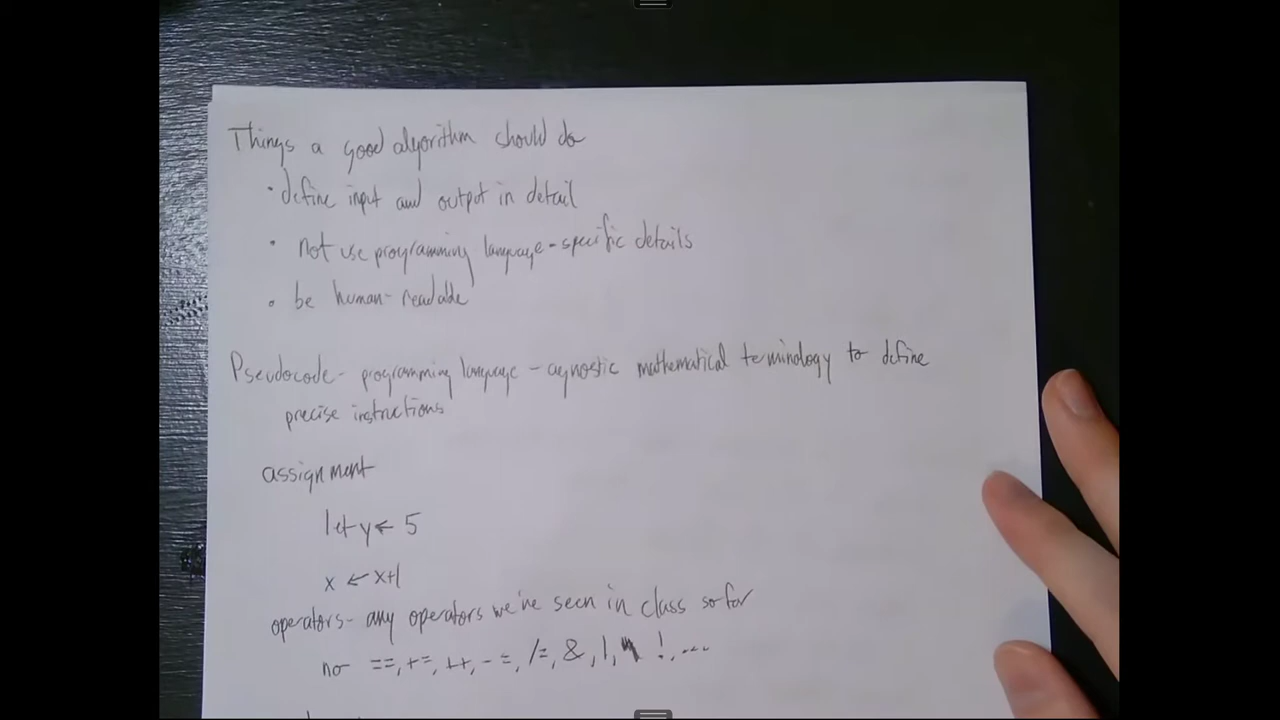 Things a good algorithm should do
• define input and output in detail
• not use programming language-specific details
• be human-readable
Pseudocode - programming language-agnostic mathematical terminology to define
precise instructions
assignment
let y ← 5
x ← x+1
operators - any operators we've seen in class so far
no ==, +=, ++, -=, /=, &, |, !, ...